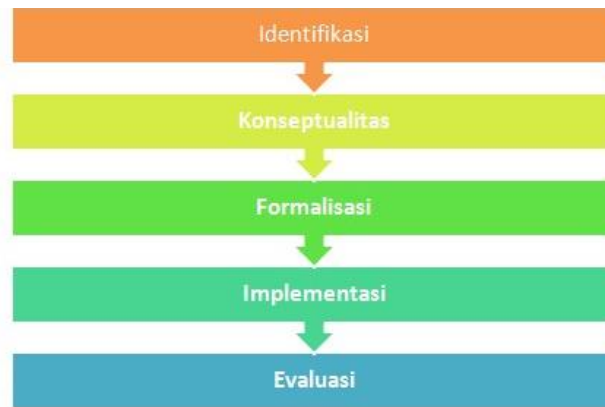 Identifikasi
Konseptualitas
Formalisasi
Implementasi
Evaluasi